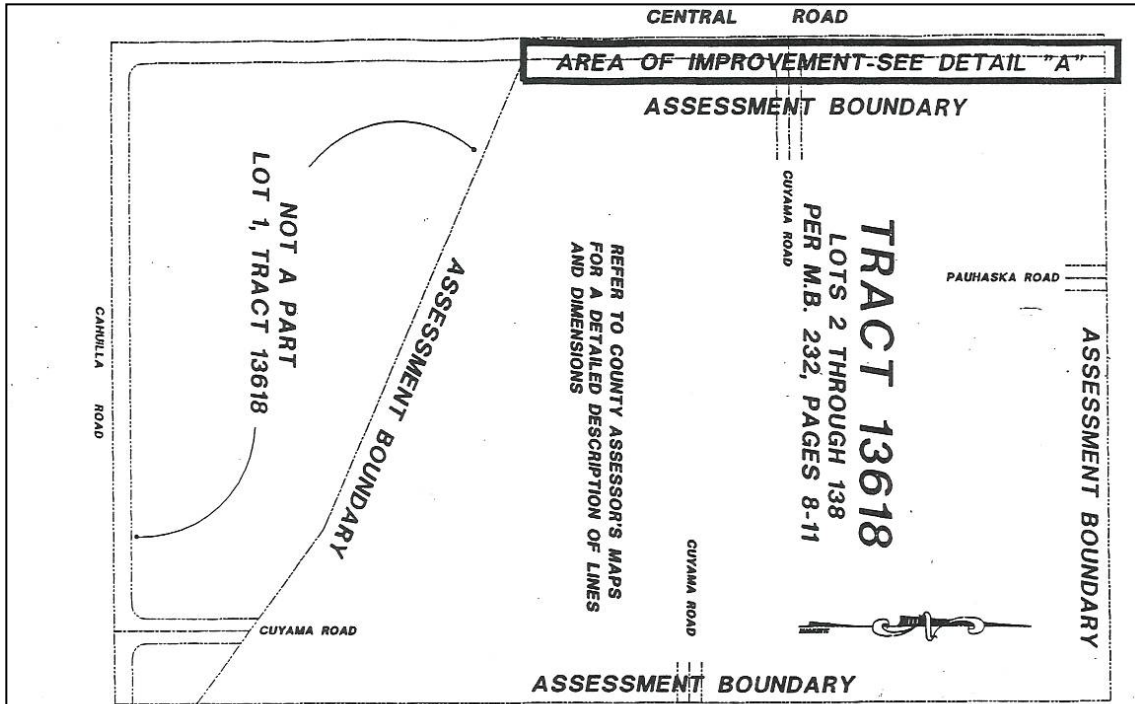 CENTRAL ROAD
AREA OF IMPROVEMENT-SEE DETAIL "A"
ASSESSMENT BOUNDARY
NOT A PART
LOT 1, TRACT 13618
CAHUILLA ROAD
ASSESSMENT BOUNDARY
CUYAMA ROAD
REFER TO COUNTY ASSESSOR'S MAPS
FOR A DETAILED DESCRIPTION OF LINES
AND DIMENSIONS
CUYAMA ROAD
TRACT 13618
LOTS 2 THROUGH 138
PER M.B. 232, PAGES 8-11
PAUHASKA ROAD
ASSESSMENT BOUNDARY
CUYAMA ROAD
ASSESSMENT BOUNDARY